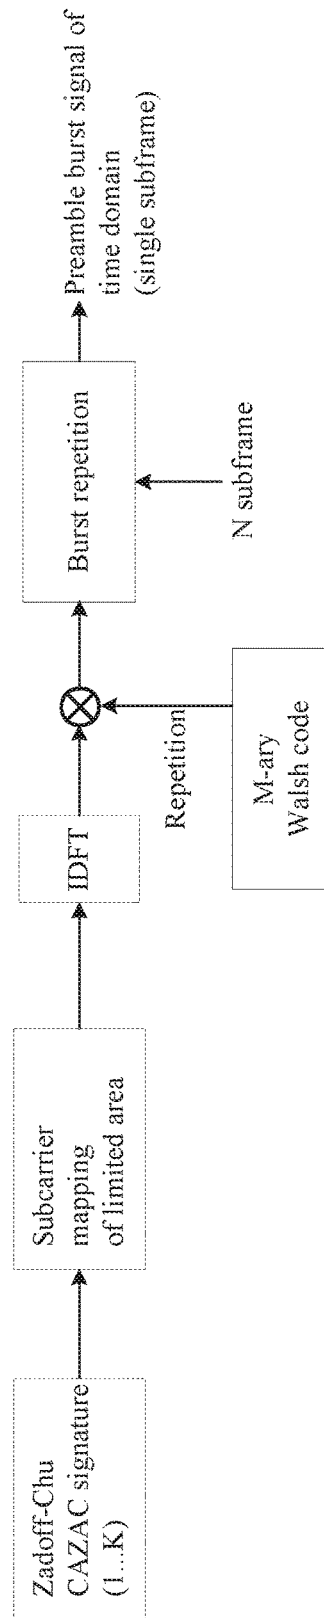 Zadoff-Chu
CAZAC signature
(1...K)
Subcarrier
mapping
of limited area
IDFT
Repetition
M-ary
Walsh code
Burst repetition
N subframe
Preamble burst signal of
time domain
(single subframe)